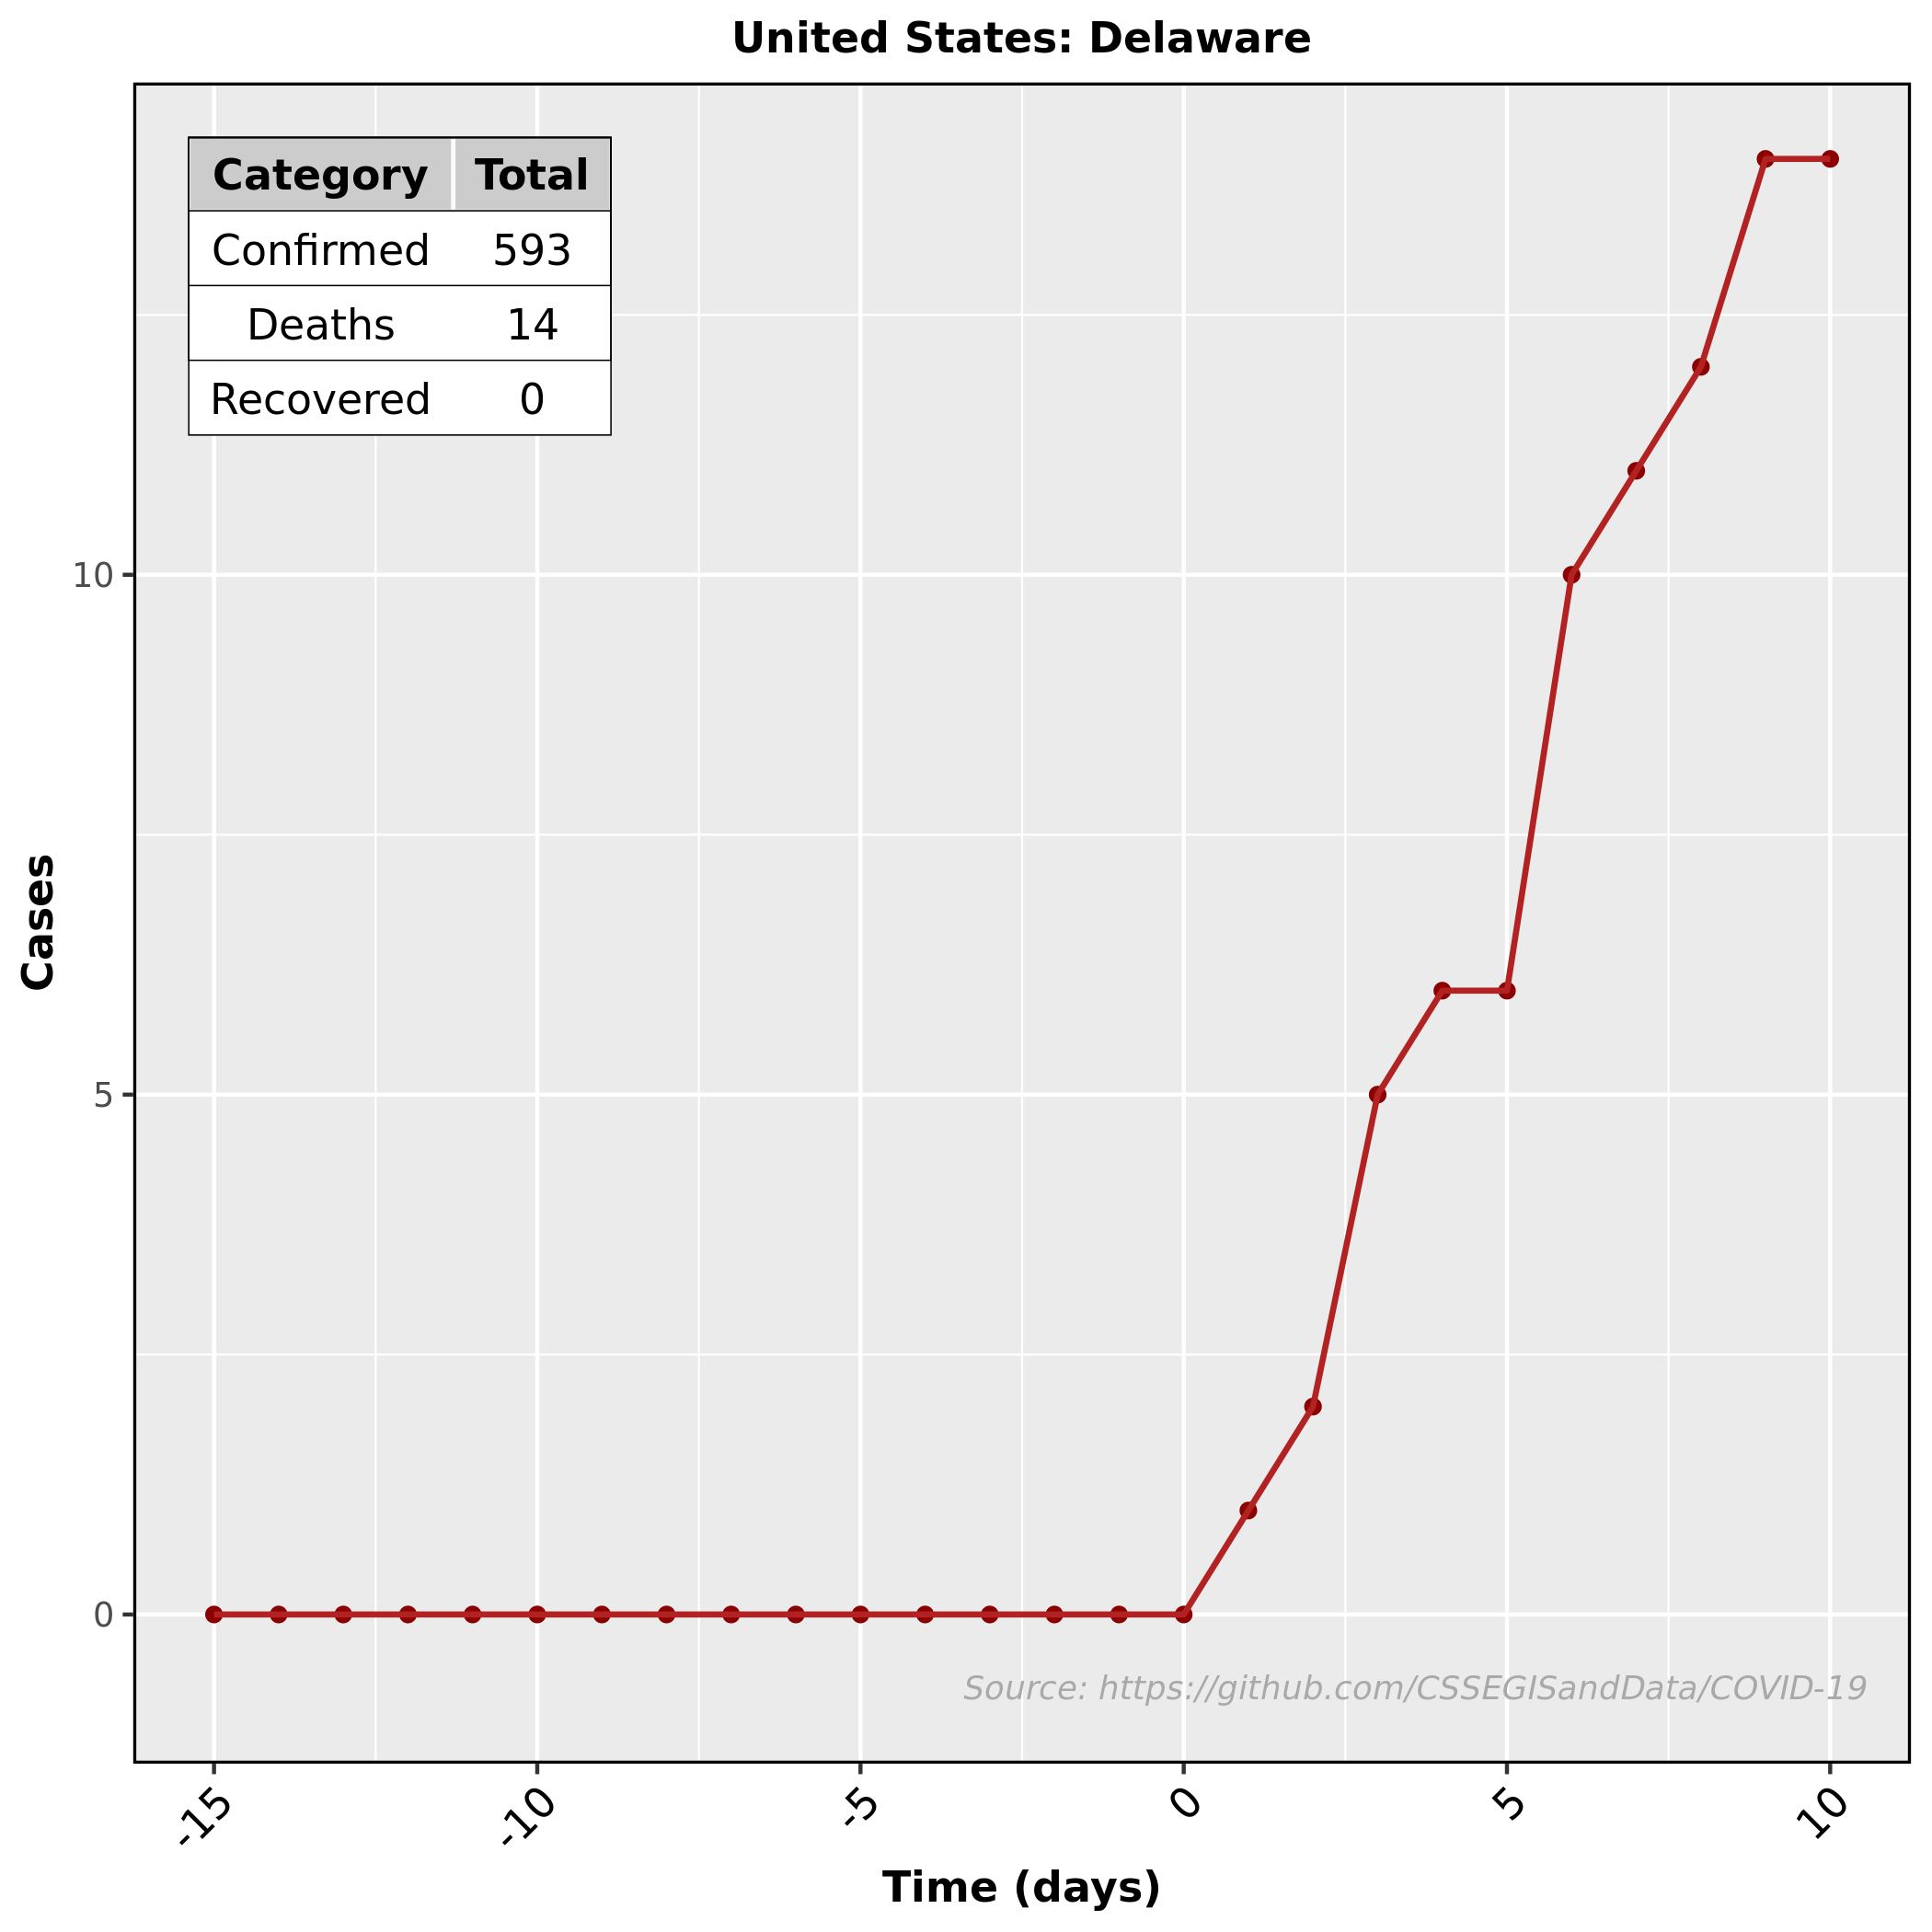 United States: Delaware
Category Total
Confirmed 593
Deaths 14
Recovered 0
10
5
0
Cases
Source: https://github.com/CSSEGISandData/COVID-19
-15 -10 -5 0 5 10
Time (days)